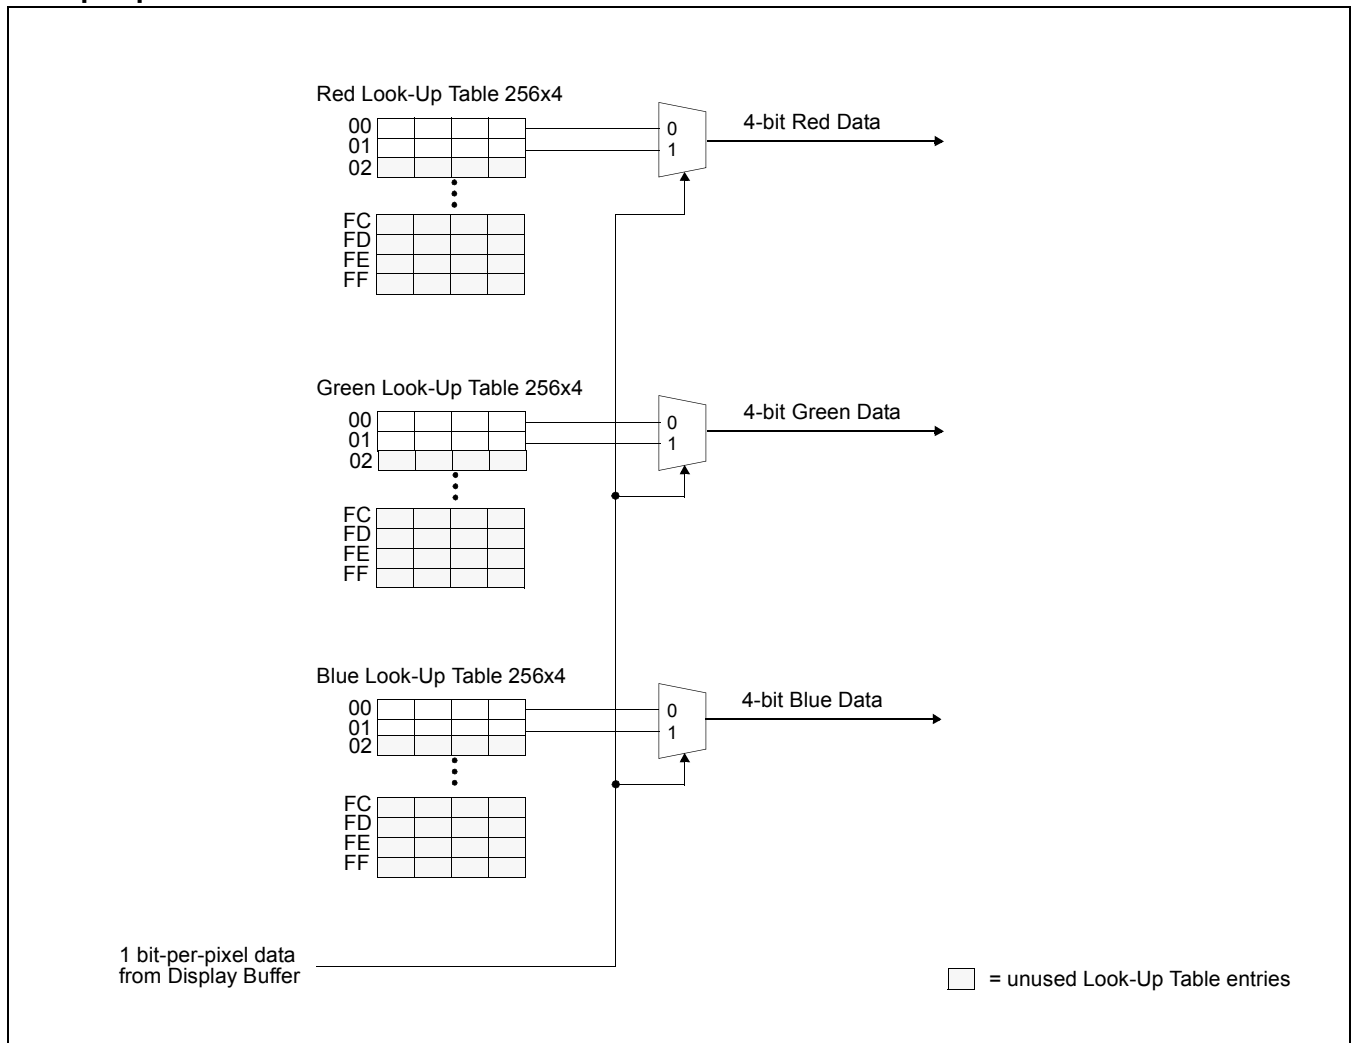 Red Look-Up Table 256x4
00
01
02
FC
FD
FE
FF
0
1
4-bit Red Data
Green Look-Up Table 256x4
00
01
02
FC
FD
FE
FF
0
1
4-bit Green Data
Blue Look-Up Table 256x4
00
01
02
FC
FD
FE
FF
0
1
4-bit Blue Data
1 bit-per-pixel data
from Display Buffer
= unused Look-Up Table entries